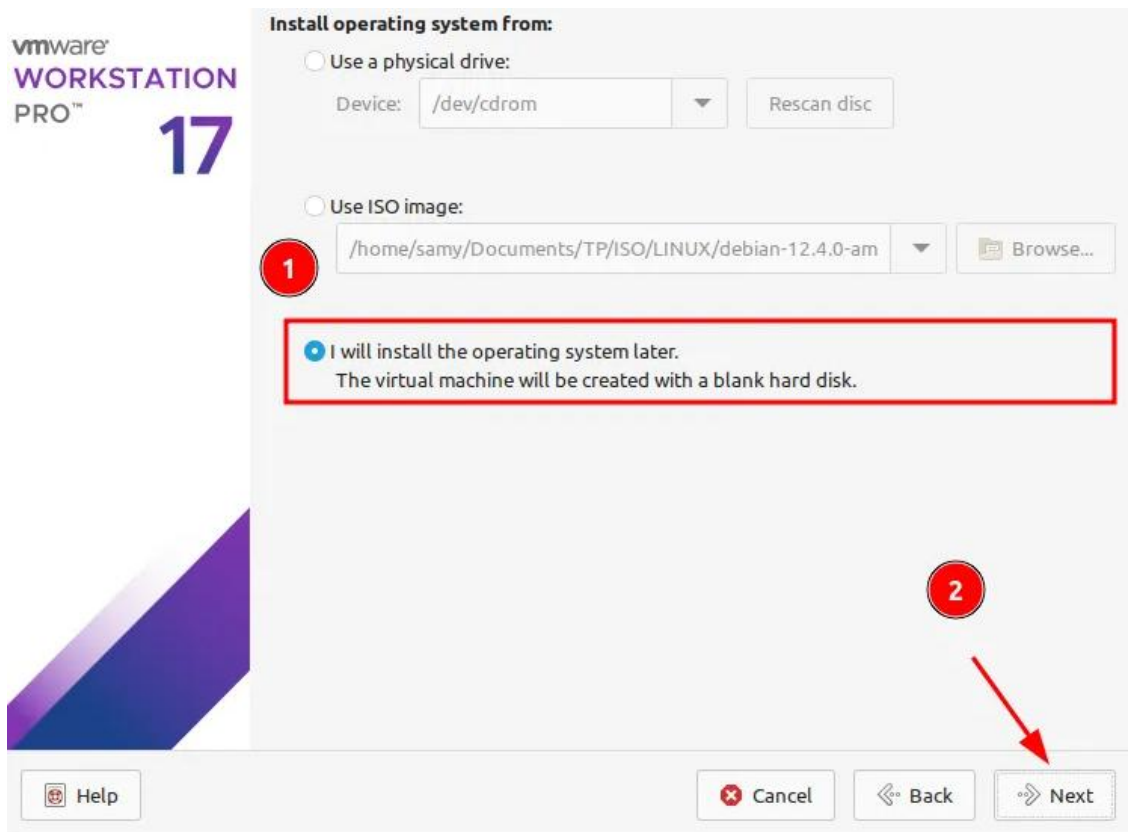 Install operating system from:
vmware®
WORKSTATION
PRO™
17
Use a physical drive:
Device: /dev/cdrom Rescan disc
Use ISO image:
/home/samy/Documents/TP/ISO/LINUX/debian-12.4.0-am Browse...
1
I will install the operating system later.
The virtual machine will be created with a blank hard disk.
2
Help Cancel Back Next